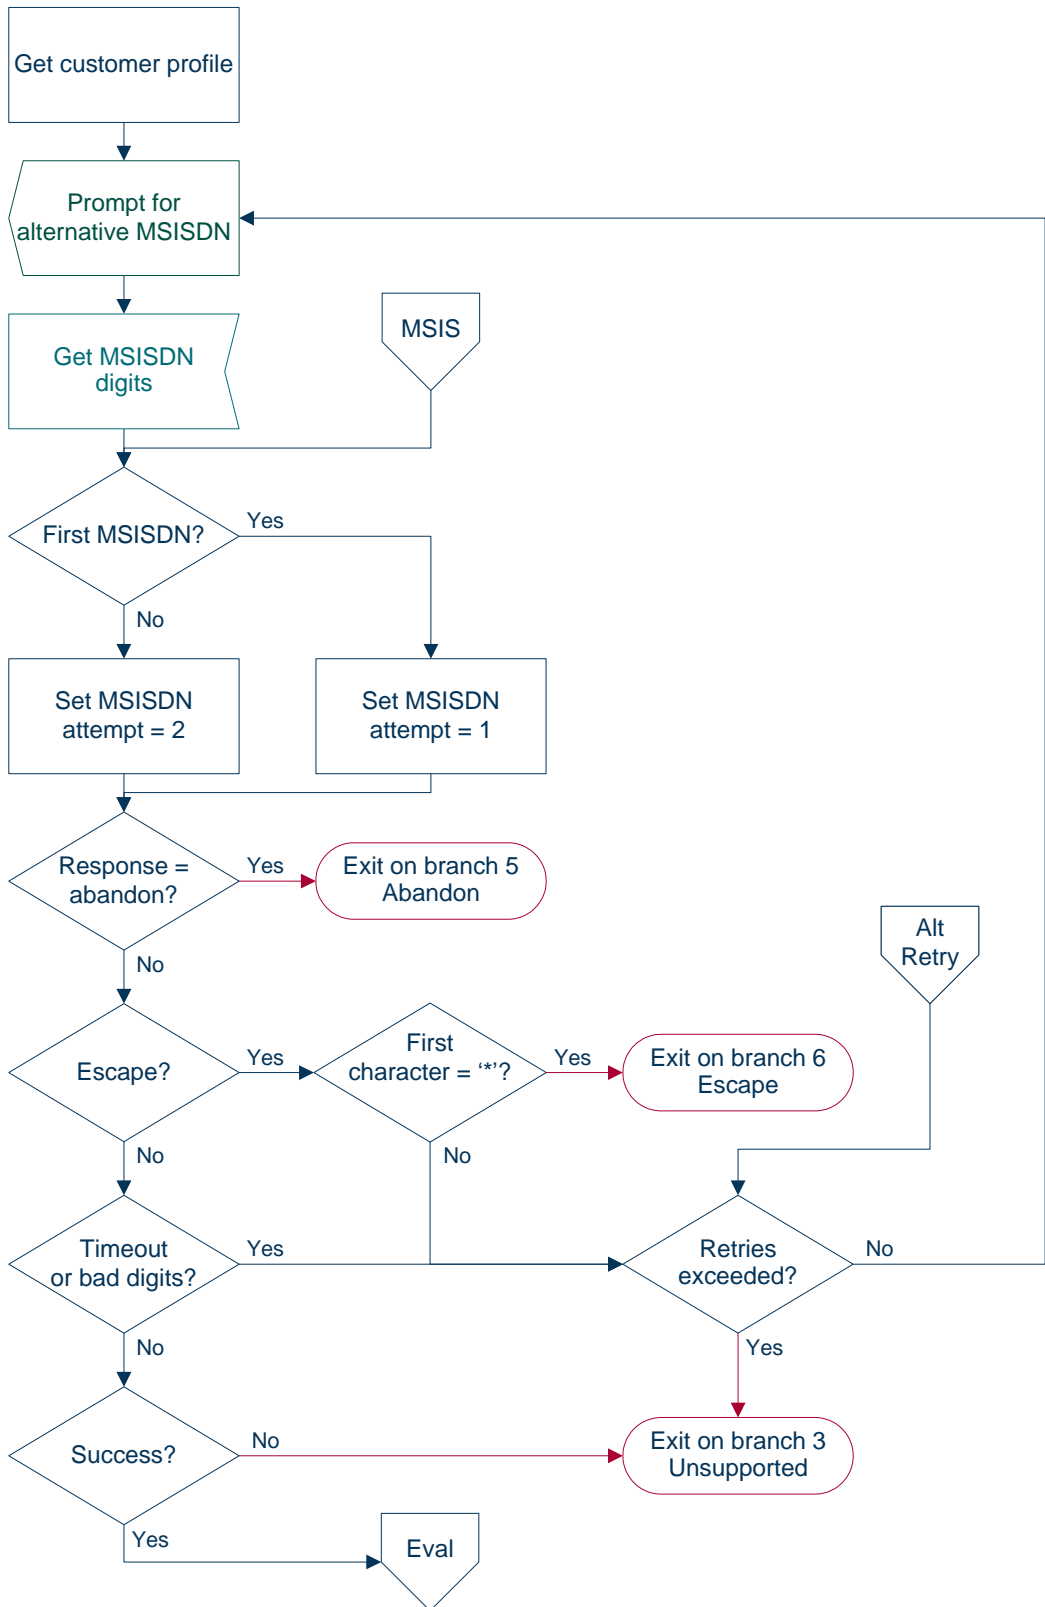 Get customer profile
Prompt for
alternative MSISDN
Get MSISDN
digits
MSIS
First MSISDN?
Yes
No
Set MSISDN
attempt = 2
Set MSISDN
attempt = 1
Response =
abandon?
Yes
Exit on branch 5
Abandon
No
Alt
Retry
Escape?
Yes
First
character = ‘*’?
Yes
Exit on branch 6
Escape
No
No
Timeout
or bad digits?
Yes
Retries
exceeded?
No
No
Yes
Success?
No
Exit on branch 3
Unsupported
Yes
Eval